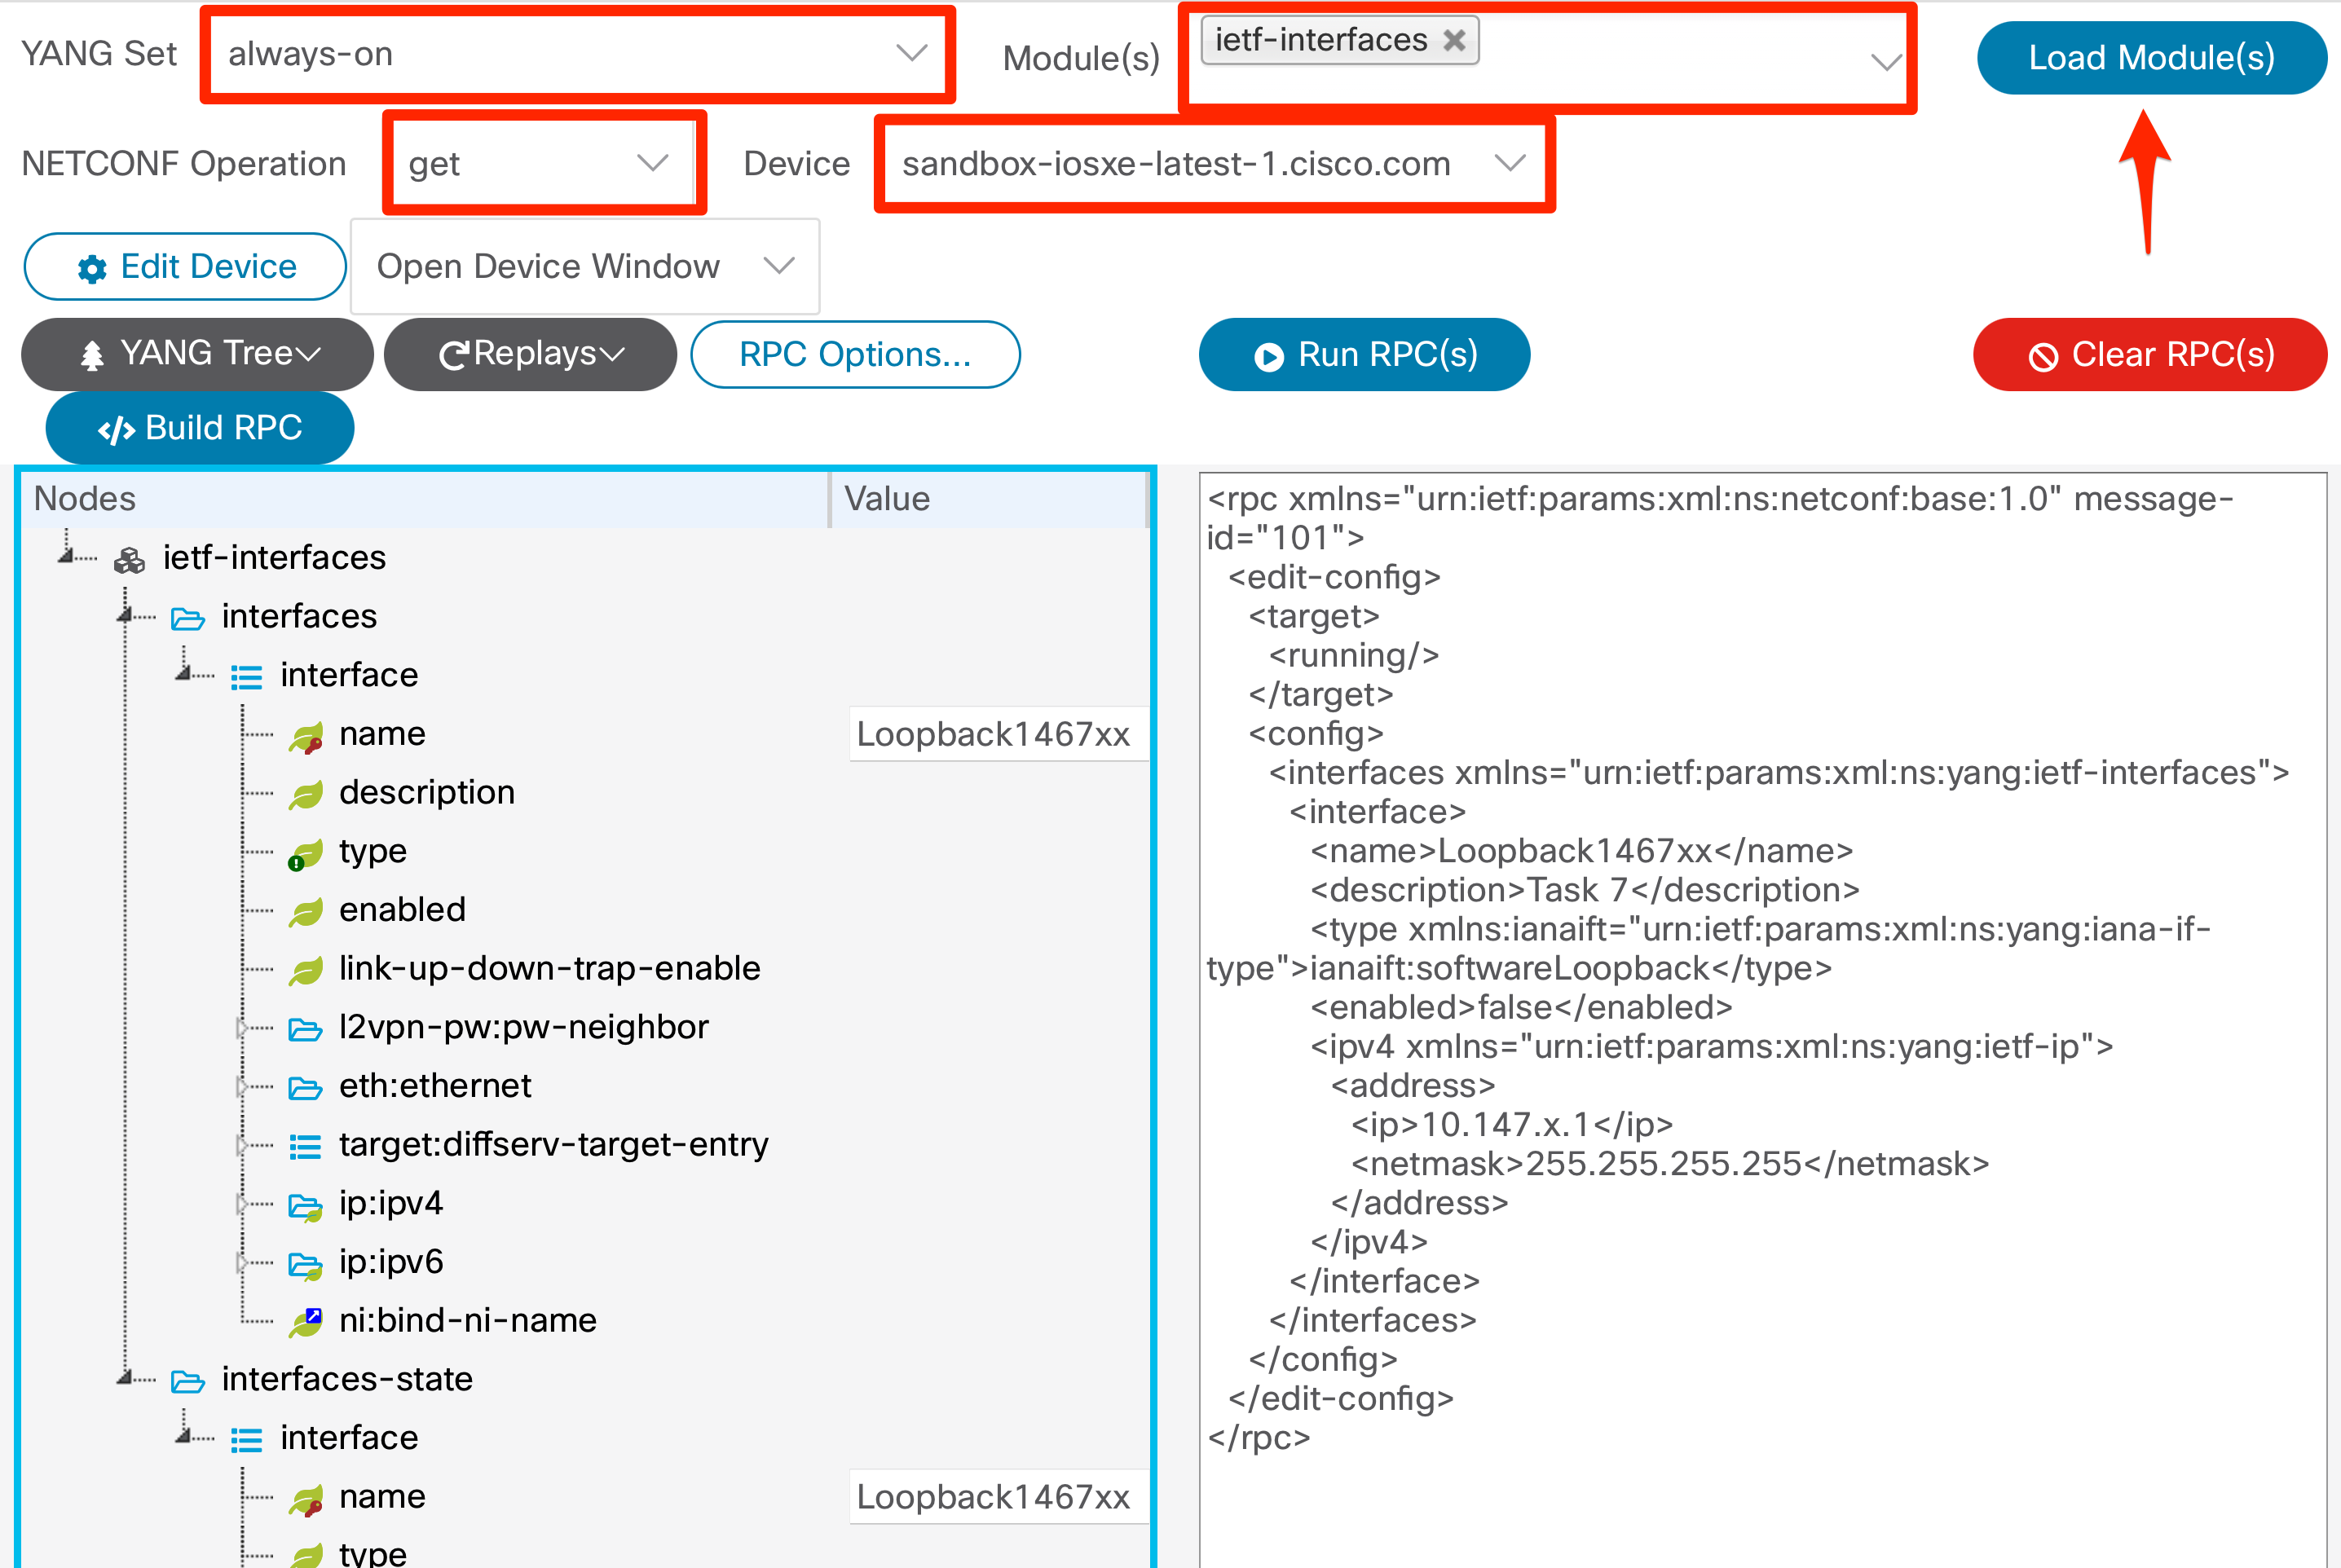 YANG Set
always-on
Module(s)
ietf-interfaces
Load Module(s)
NETCONF Operation
get
Device
sandbox-iosxe-latest-1.cisco.com
Edit Device
Open Device Window
YANG Tree
Replays
RPC Options...
Run RPC(s)
Clear RPC(s)
</> Build RPC
Nodes
Value
ietf-interfaces
interfaces
interface
name
Loopback1467xx
description
type
enabled
link-up-down-trap-enable
l2vpn-pw:pw-neighbor
eth:ethernet
target:diffserv-target-entry
ip:ipv4
ip:ipv6
ni:bind-ni-name
interfaces-state
interface
name
Loopback1467xx
type
<rpc xmlns="urn:ietf:params:xml:ns:netconf:base:1.0" message-
id="101">
<edit-config>
<target>
<running/>
</target>
<config>
<interfaces xmlns="urn:ietf:params:xml:ns:yang:ietf-interfaces">
<interface>
<name>Loopback1467xx</name>
<description>Task 7</description>
<type xmlns:ianaift="urn:ietf:params:xml:ns:yang:iana-if-
type">ianaift:softwareLoopback</type>
<enabled>false</enabled>
<ipv4 xmlns="urn:ietf:params:xml:ns:yang:ietf-ip">
<address>
<ip>10.147.x.1</ip>
<netmask>255.255.255.255</netmask>
</address>
</ipv4>
</interface>
</interfaces>
</config>
</edit-config>
</rpc>